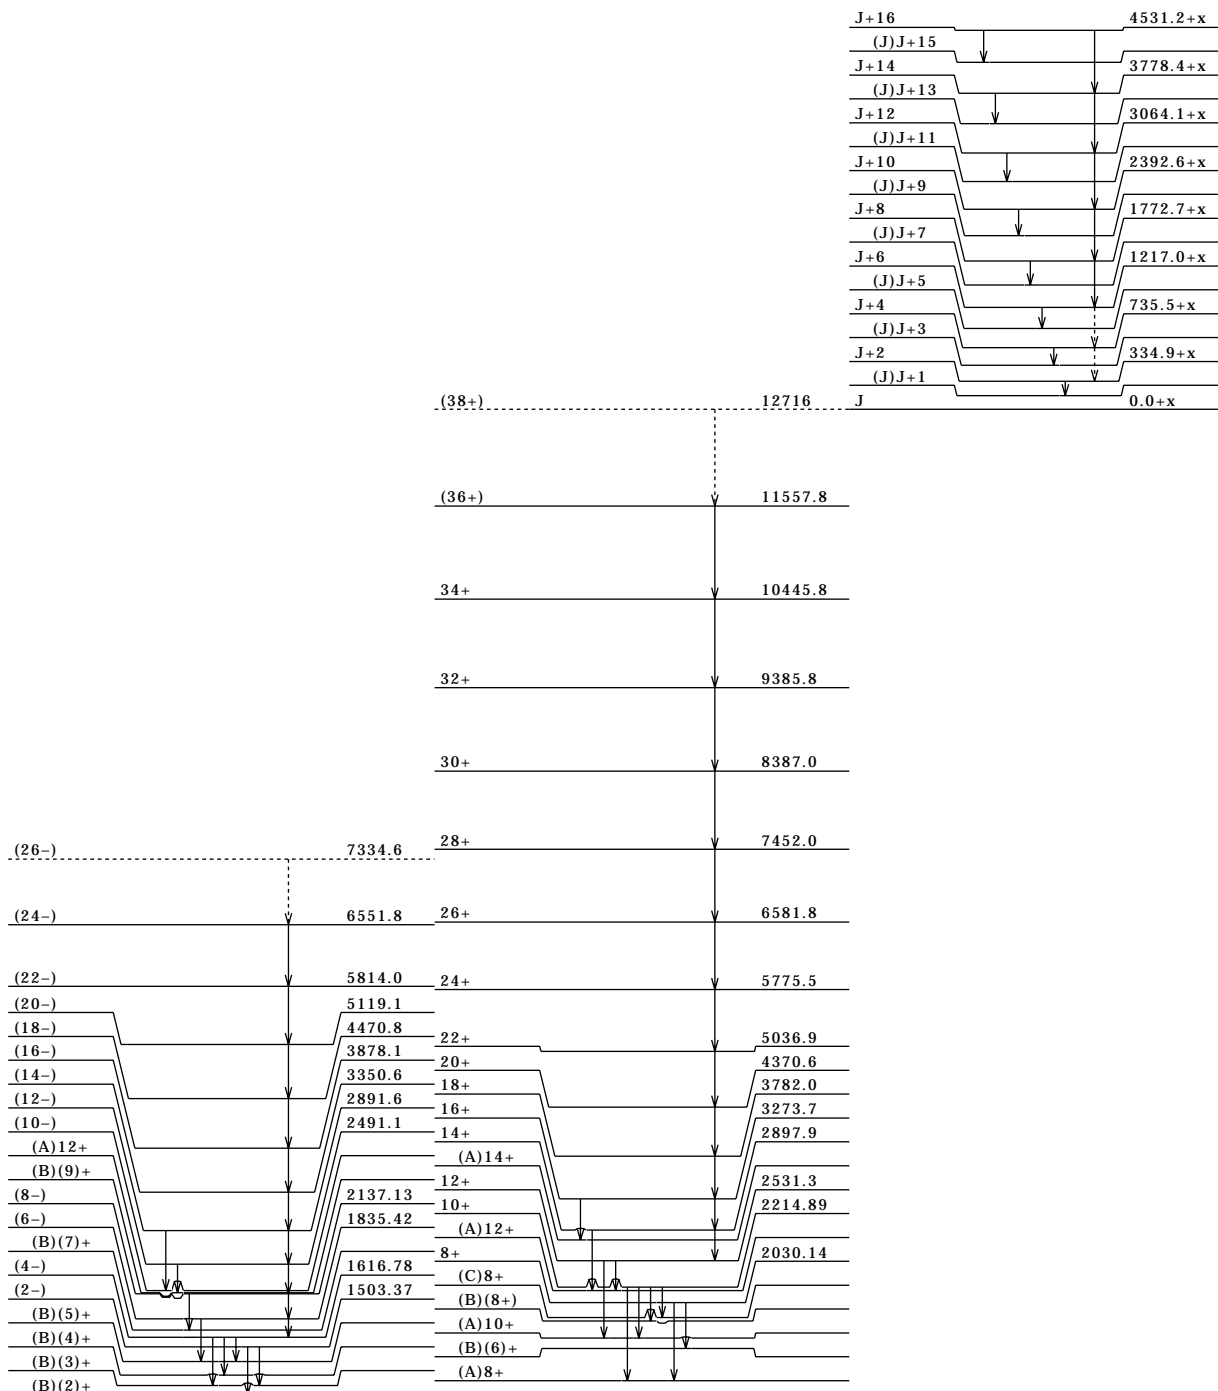 J+16 4531.2+x
(J)J+15
J+14 3778.4+x
(J)J+13
J+12 3064.1+x
(J)J+11
J+10 2392.6+x
(J)J+9
J+8 1772.7+x
(J)J+7
J+6 1217.0+x
(J)J+5
J+4 735.5+x
(J)J+3
J+2 334.9+x
(J)J+1
J 0.0+x
(38+) 12716
(36+) 11557.8
34+ 10445.8
32+ 9385.8
30+ 8387.0
28+ 7452.0
26+ 6581.8
24+ 5775.5
22+ 5036.9
20+ 4370.6
18+ 3782.0
16+ 3273.7
14+ 2897.9
(A)14+
12+ 2531.3
10+ 2214.89
(A)12+
8+ 2030.14
(C)8+
(B)(8+)
(A)10+
(B)(6)+
(A)8+
(26−) 7334.6
(24−) 6551.8
(22−) 5814.0
(20−) 5119.1
(18−) 4470.8
(16−) 3878.1
(14−) 3350.6
(12−) 2891.6
(10−) 2491.1
(A)12+
(B)(9)+
(8−) 2137.13
(6−) 1835.42
(B)(7)+
(4−) 1616.78
(2−) 1503.37
(B)(5)+
(B)(4)+
(B)(3)+
(B)(2)+